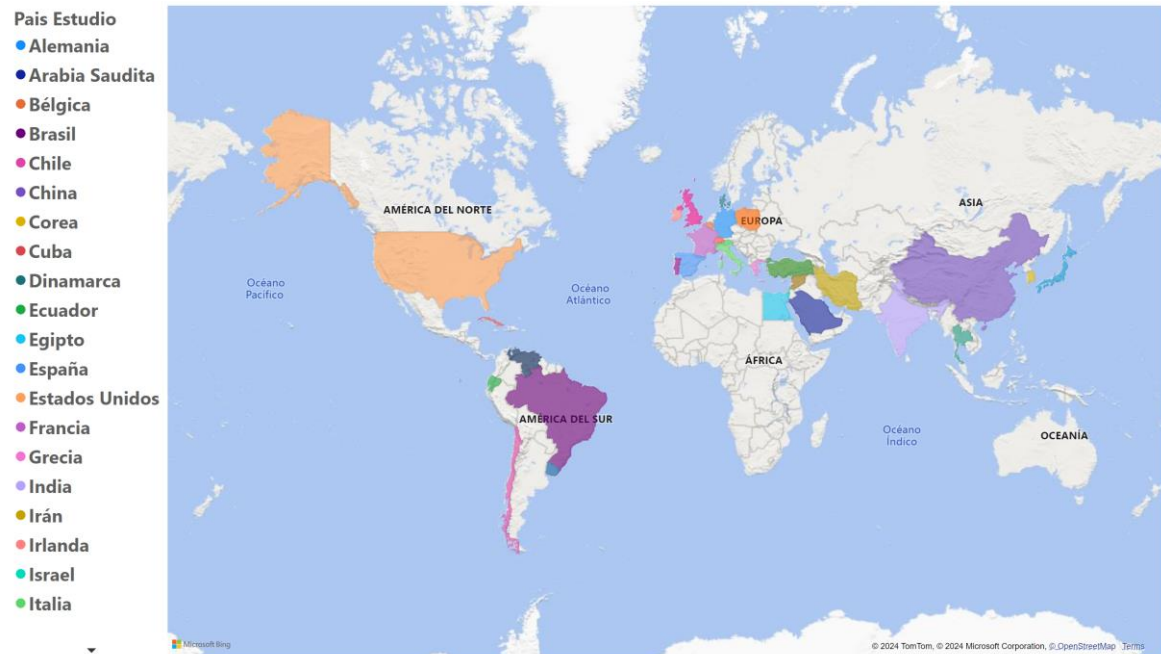 Pais Estudio
Alemania
Arabia Saudita
Bélgica
Brasil
Chile
China
Corea
Cuba
Dinamarca
Ecuador
Egipto
España
Estados Unidos
Francia
Grecia
India
Irán
Irlanda
Israel
Italia
AMÉRICA DEL NORTE
EUROPA
ASIA
Océano
Pacífico
Océano
Atlántico
ÁFRICA
AMÉRICA DEL SUR
Océano
Índico
OCEANÍA
Microsoft Bing
© 2024 TomTom, © 2024 Microsoft Corporation, © OpenStreetMap Terms